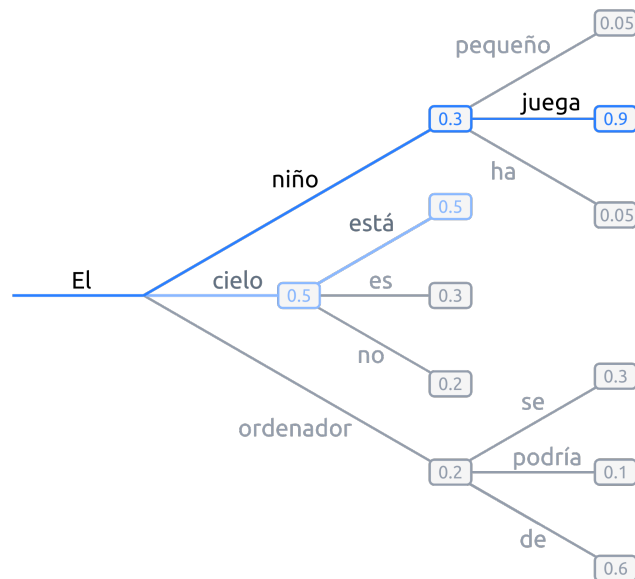 pequeño
0.05
juega
0.3
0.9
niño
ha
0.05
está
0.5
El
cielo
0.5
es
0.3
no
0.2
ordenador
se
0.3
0.2
podría
0.1
de
0.6